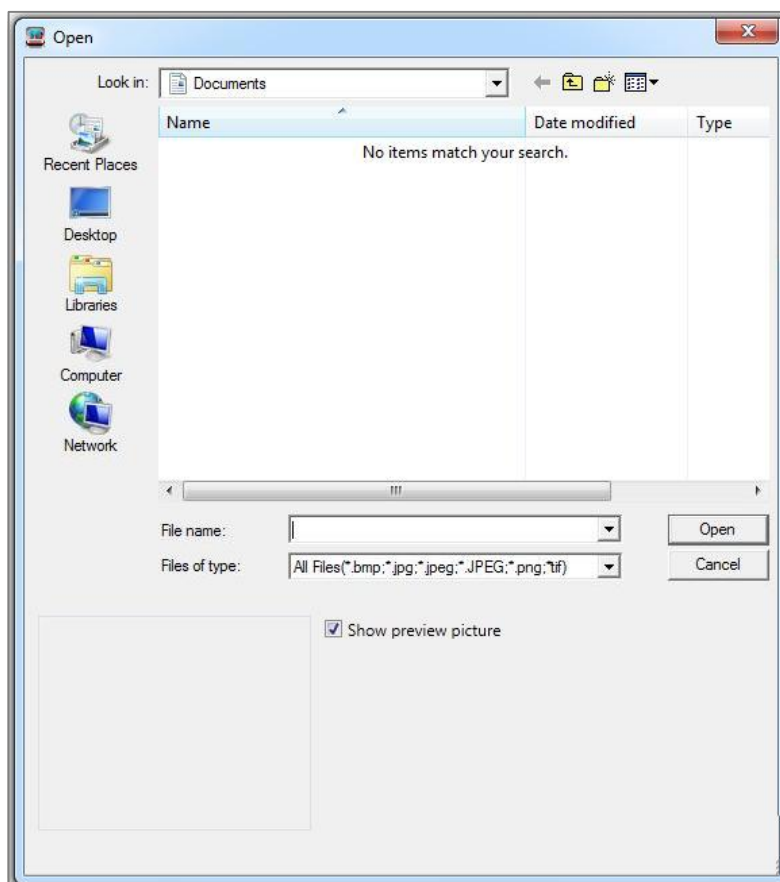 Open
Look in:
Documents
Name Date modified Type
No items match your search.
Recent Places
Desktop
Libraries
Computer
Network
File name:
Open
Files of type:
All Files(*.bmp;*.jpg;*.jpeg;*.JPEG;*.png;*tif)
Cancel
Show preview picture